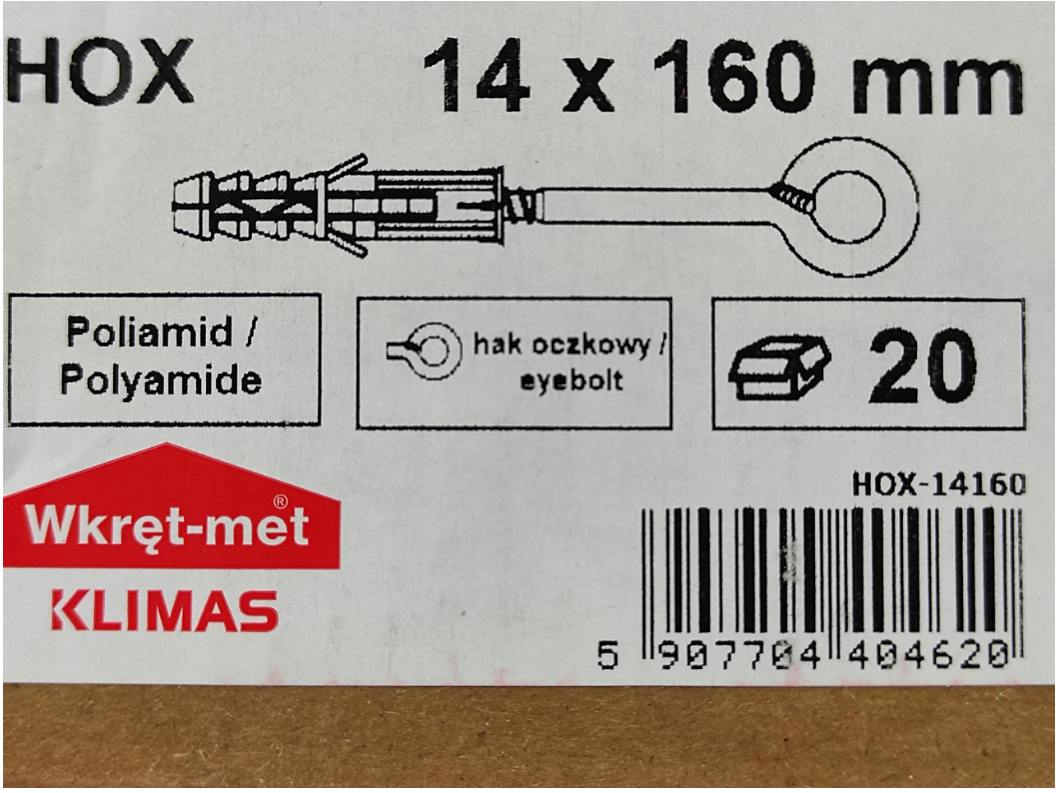 HOX 14 x 160 mm
Poliamid /
Polyamide
hak oczkowy /
eyebolt
20
HOX-14160
Wkręt-met®
KLIMAS
5 907704 404620